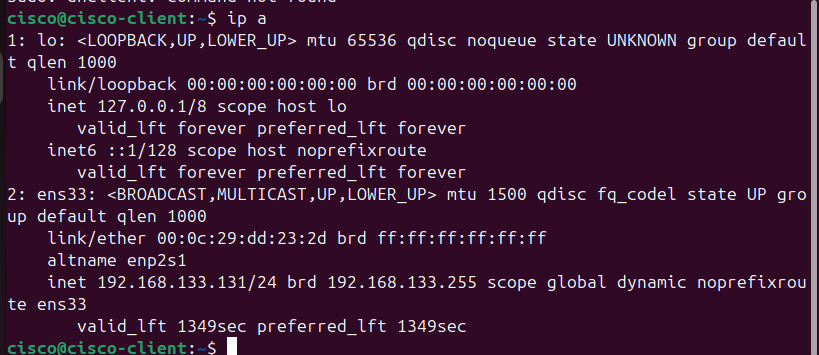 cisco@cisco-client:~$ ip a
1: lo: <LOOPBACK,UP,LOWER_UP> mtu 65536 qdisc noqueue state UNKNOWN group defaul
t qlen 1000
    link/loopback 00:00:00:00:00:00 brd 00:00:00:00:00:00
    inet 127.0.0.1/8 scope host lo
       valid_lft forever preferred_lft forever
    inet6 ::1/128 scope host noprefixroute
       valid_lft forever preferred_lft forever
2: ens33: <BROADCAST,MULTICAST,UP,LOWER_UP> mtu 1500 qdisc fq_codel state UP gro
up default qlen 1000
    link/ether 00:0c:29:dd:23:2d brd ff:ff:ff:ff:ff:ff
    altname enp2s1
    inet 192.168.133.131/24 brd 192.168.133.255 scope global dynamic noprefixrou
te ens33
       valid_lft 1349sec preferred_lft 1349sec
cisco@cisco-client:~$